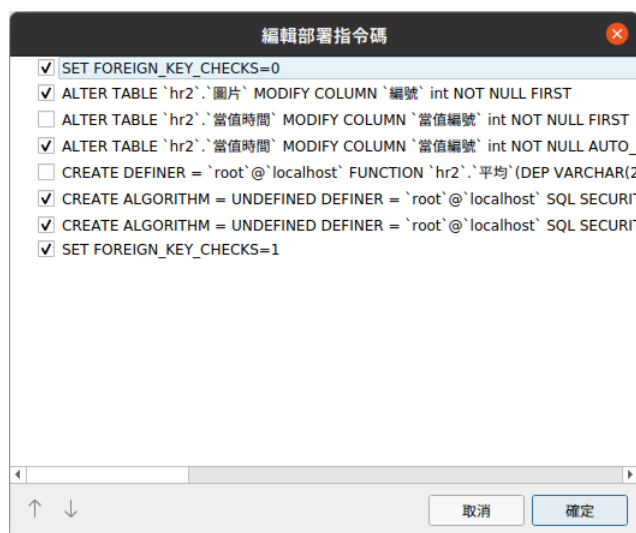 編輯部署指令碼
SET FOREIGN_KEY_CHECKS=0
ALTER TABLE `hr2`.`圖片` MODIFY COLUMN `編號` int NOT NULL FIRST
ALTER TABLE `hr2`.`當值時間` MODIFY COLUMN `當值編號` int NOT NULL FIRST
ALTER TABLE `hr2`.`當值時間` MODIFY COLUMN `當值編號` int NOT NULL AUTO_
CREATE DEFINER = `root`@`localhost` FUNCTION `hr2`.`平均`(DEP VARCHAR(2
CREATE ALGORITHM = UNDEFINED DEFINER = `root`@`localhost` SQL SECURIT
CREATE ALGORITHM = UNDEFINED DEFINER = `root`@`localhost` SQL SECURIT
SET FOREIGN_KEY_CHECKS=1
取消
確定